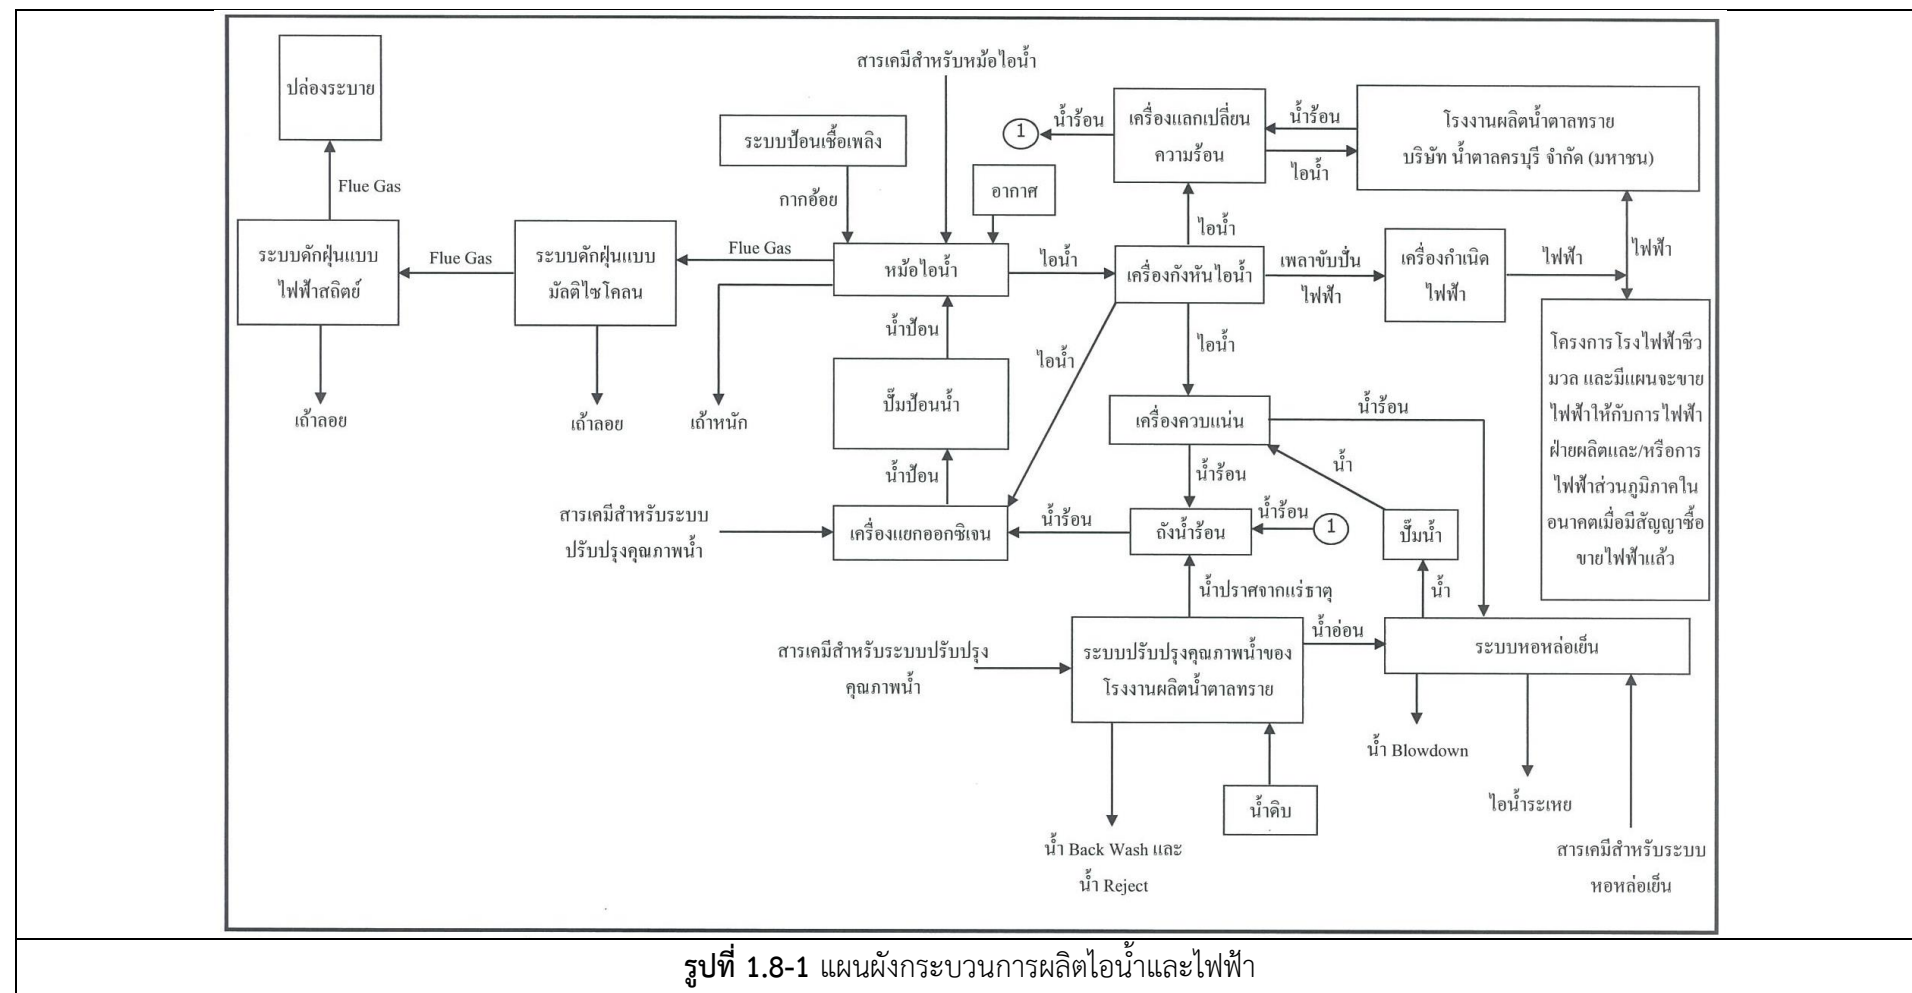 สารเคมีสำหรับหม้อไอน้ำ
ปล่องระบาย
Flue Gas
ระบบป้อนเชื้อเพลิง
กากอ้อย
อากาศ
1
น้ำร้อน
เครื่องแลกเปลี่ยน
ความร้อน
น้ำร้อน
ไอน้ำ
โรงงานผลิตน้ำตาลทราย
บริษัท น้ำตาลครบุรี จำกัด (มหาชน)
ระบบดักฝุ่นแบบ
ไฟฟ้าสถิตย์
Flue Gas
ระบบดักฝุ่นแบบ
มัลติไซโคลน
Flue Gas
หม้อไอน้ำ
ไอน้ำ
ไอน้ำ
เครื่องกังหันไอน้ำ
เพลาขับปั่น
ไฟฟ้า
เครื่องกำเนิด
ไฟฟ้า
ไฟฟ้า
ไฟฟ้า
เถ้าลอย
เถ้าลอย
เถ้าหนัก
น้ำป้อน
ปั๊มป้อนน้ำ
น้ำป้อน
ไอน้ำ
ไอน้ำ
เครื่องควบแน่น
น้ำร้อน
น้ำร้อน
น้ำ
โครงการโรงไฟฟ้าชีว
มวล และมีแผนจะขาย
ไฟฟ้าให้กับการไฟฟ้า
ฝ่ายผลิตและ/หรือการ
ไฟฟ้าส่วนภูมิภาคใน
อนาคตเมื่อมีสัญญาซื้อ
ขายไฟฟ้าแล้ว
สารเคมีสำหรับระบบ
ปรับปรุงคุณภาพน้ำ
เครื่องแยกออกซิเจน
น้ำร้อน
ถังน้ำร้อน
น้ำร้อน
1
ปั๊มน้ำ
น้ำ
น้ำปราศจากแร่ธาตุ
สารเคมีสำหรับระบบปรับปรุง
คุณภาพน้ำ
ระบบปรับปรุงคุณภาพน้ำของ
โรงงานผลิตน้ำตาลทราย
น้ำอ่อน
ระบบหอหล่อเย็น
น้ำ Blowdown
ไอน้ำระเหย
น้ำดิบ
น้ำ Back Wash และ
น้ำ Reject
สารเคมีสำหรับระบบ
หอหล่อเย็น
รูปที่ 1.8-1 แผนผังกระบวนการผลิตไอน้ำและไฟฟ้า